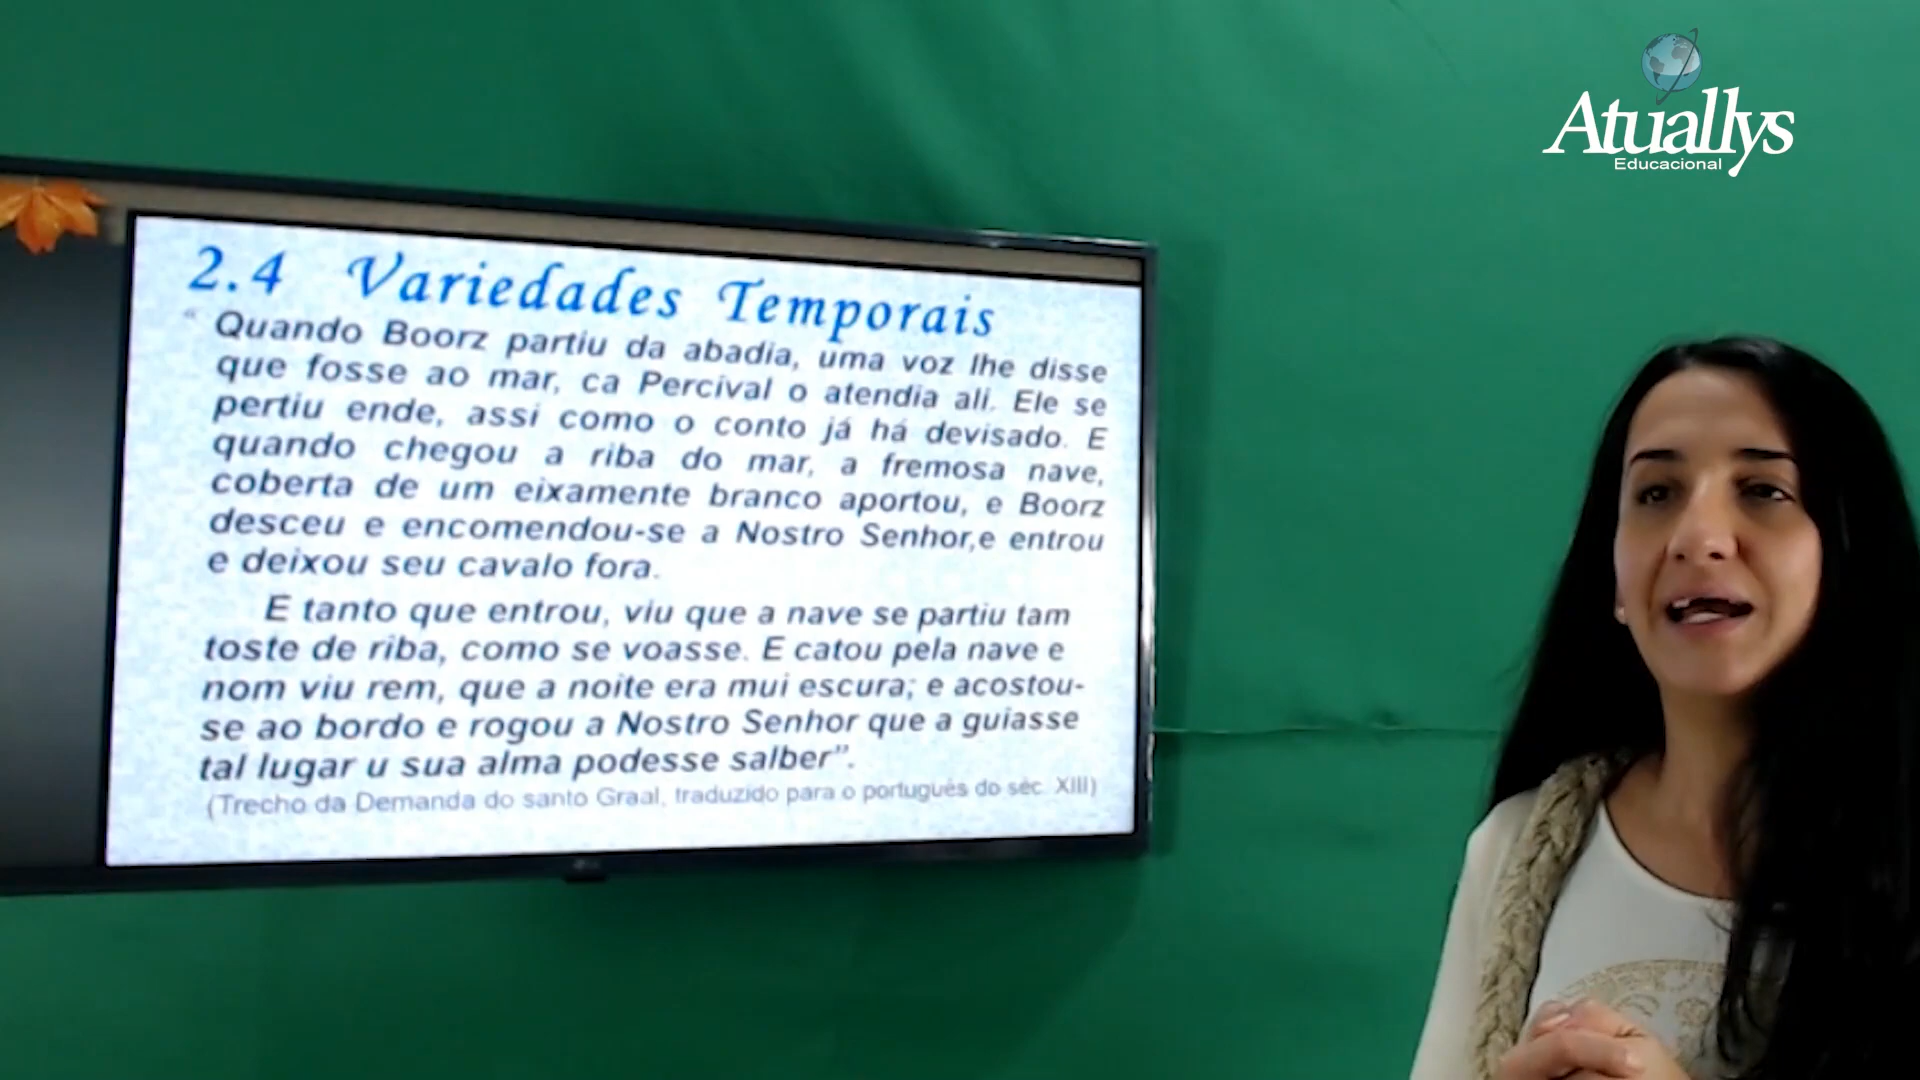 Atuallys
Educacional
2.4 Variedades Temporais
“ Quando Boorz partiu da abadia, uma voz lhe disse
que fosse ao mar, ca Percival o atendia ali. Ele se
pertiu ende, assi como o conto já há devisado. E
quando chegou a riba do mar, a fremosa nave,
coberta de um eixamente branco aportou, e Boorz
desceu e encomendou-se a Nostro Senhor,e entrou
e deixou seu cavalo fora.
E tanto que entrou, viu que a nave se partiu tam
toste de riba, como se voasse. E catou pela nave e
nom viu rem, que a noite era mui escura; e acostou-
se ao bordo e rogou a Nostro Senhor que a guiasse
tal lugar u sua alma podesse salber”.
(Trecho da Demanda do santo Graal, traduzido para o português do séc. XIII)